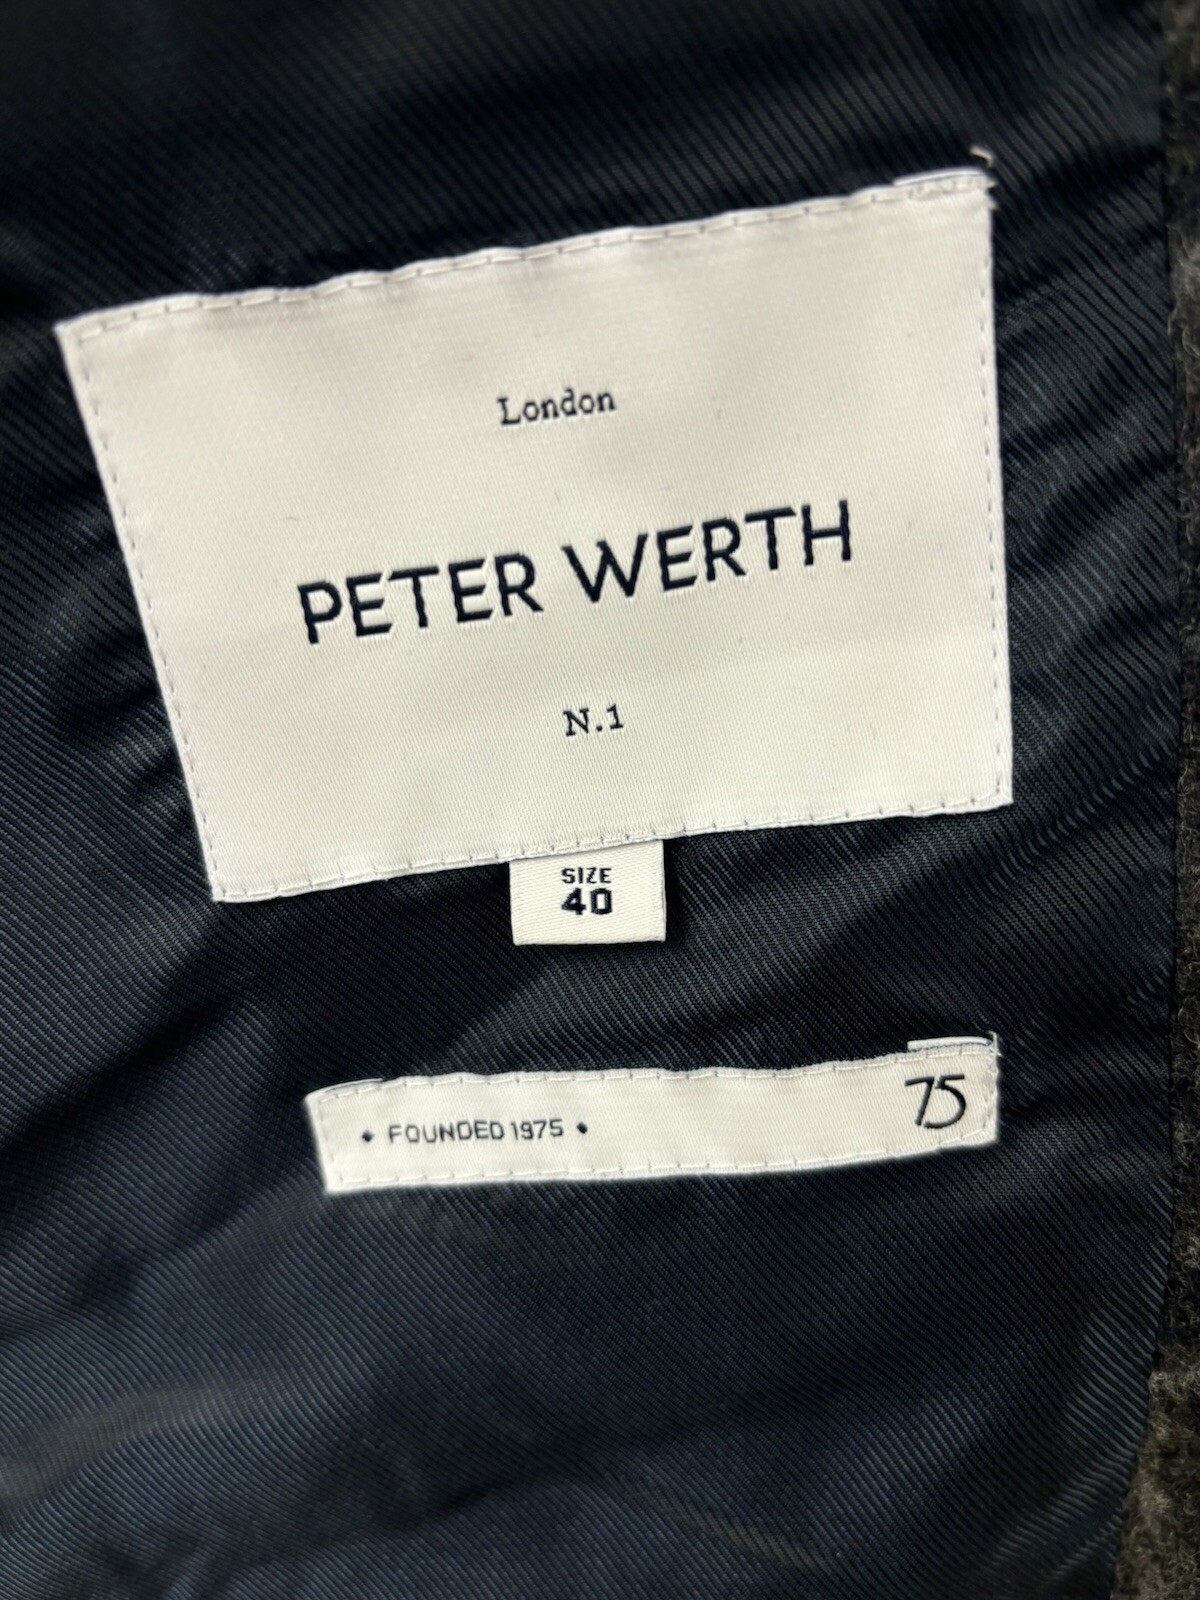 London
PETER WERTH
N.1
SIZE
40
• FOUNDED 1975 •
75